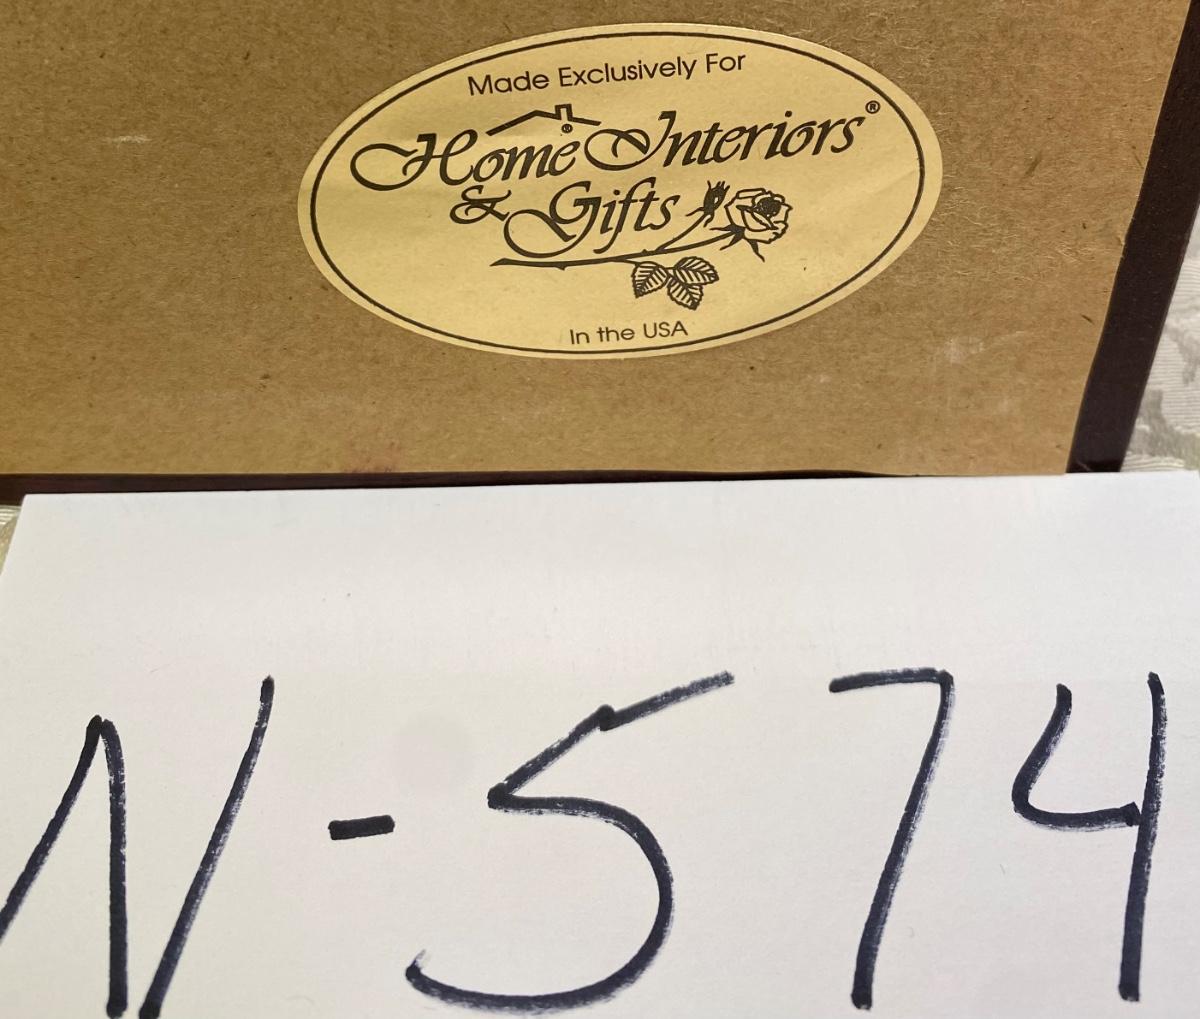 Made Exclusively For
Home Interiors®
& Gifts
In the USA
N-574